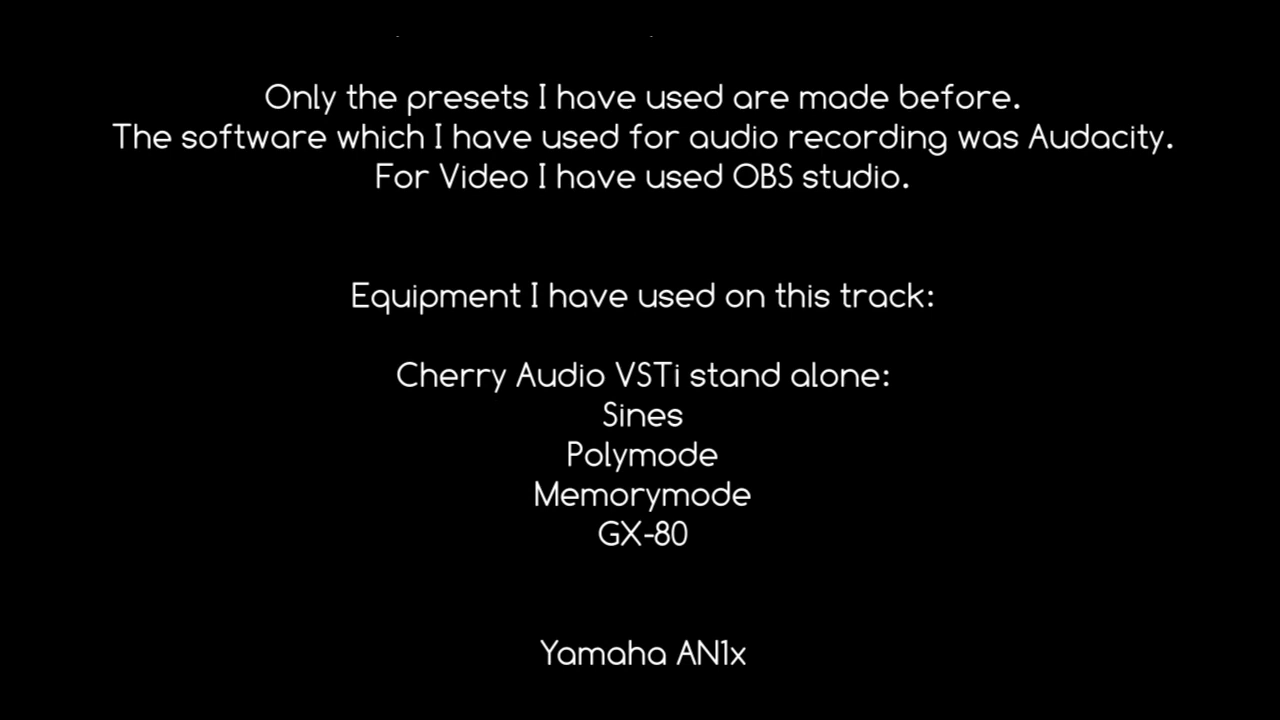 Only the presets I have used are made before.
The software which I have used for audio recording was Audacity.
For Video I have used OBS studio.
Equipment I have used on this track:
Cherry Audio VSTi stand alone:
Sines
Polymode
Memorymode
GX-80
Yamaha AN1x